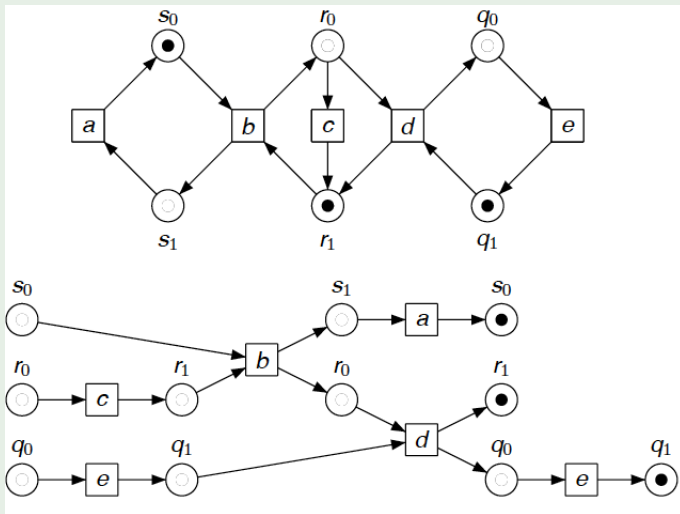 s0 r0 q0
a b c d e
s1 r1 q1
s0 s1 a s0
b
r0 c r1 r0 r1
d
q0 e q1 q0 e q1